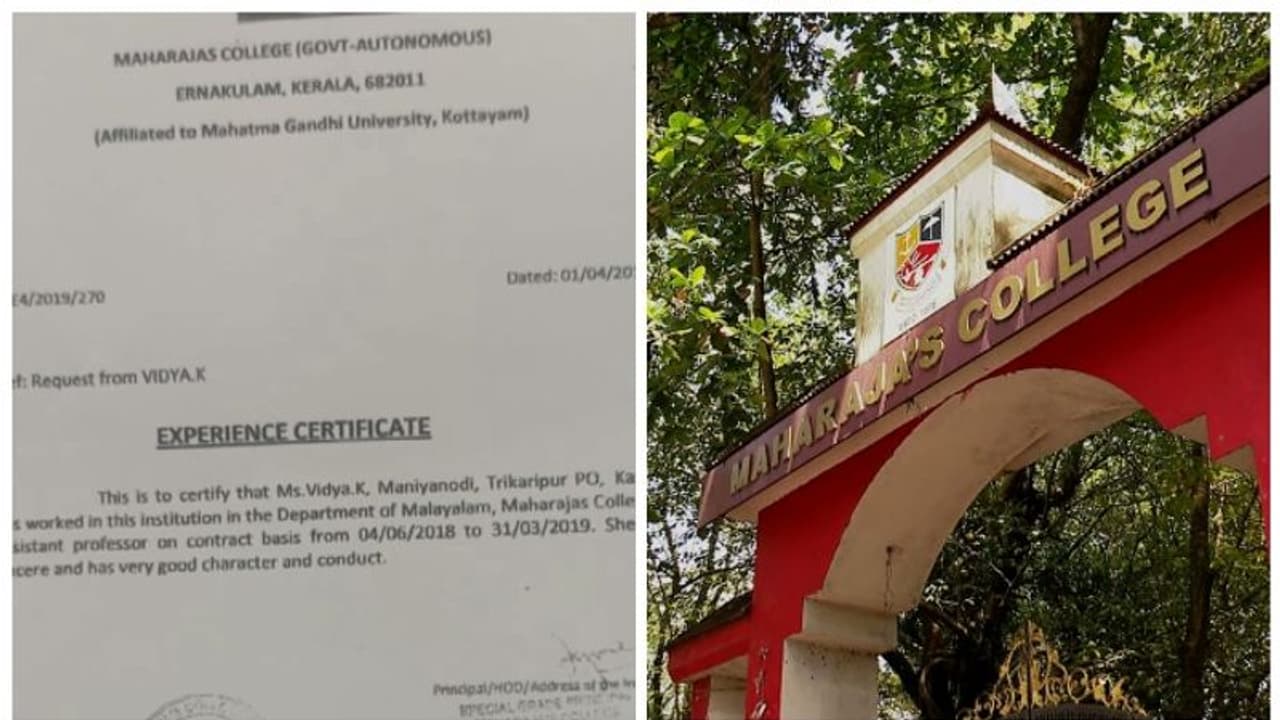 MAHARAJAS COLLEGE (GOVT-AUTONOMOUS)
ERNAKULAM, KERALA, 682011
(Affiliated to Mahatma Gandhi University, Kottayam)
Dated: 01/04/20
E4/2019/270
ef: Request from VIDYA.K
EXPERIENCE CERTIFICATE
This is to certify that Ms.Vidya.K, Maniyanodi, Trikaripur PO, Ka
s worked in this institution in the Department of Malayalam, Maharajas Colle
sistant professor on contract basis from 04/06/2018 to 31/03/2019. She
cere and has very good character and conduct.
Principal/HOD/Address of the In
SPECIAL GRADE
MAHARAJA'S COLLEGE